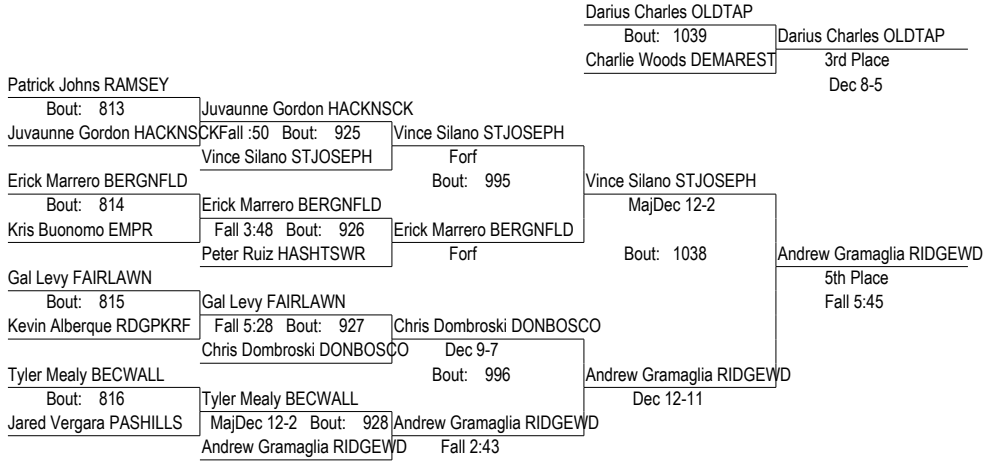 Darius Charles OLDTAP
Bout: 1039 Darius Charles OLDTAP
Charlie Woods DEMAREST 3rd Place
Patrick Johns RAMSEY Dec 8-5
Bout: 813 Juvaunne Gordon HACKNSCK
Juvaunne Gordon HACKNSCK Fall :50 Bout: 925 Vince Silano STJOSEPH
Vince Silano STJOSEPH Forf
Erick Marrero BERGNFLD Bout: 995 Vince Silano STJOSEPH
Bout: 814 Erick Marrero BERGNFLD MajDec 12-2
Kris Buonomo EMPR Fall 3:48 Bout: 926 Erick Marrero BERGNFLD
Peter Ruiz HASHTSWR Forf Bout: 1038 Andrew Gramaglia RIDGEWD
Gal Levy FAIRLAWN 5th Place
Bout: 815 Gal Levy FAIRLAWN Fall 5:45
Kevin Alberque RDGPKRF Fall 5:28 Bout: 927 Chris Dombroski DONBOSCO
Chris Dombroski DONBOSCO Dec 9-7
Tyler Mealy BECWALL Bout: 996 Andrew Gramaglia RIDGEWD
Bout: 816 Tyler Mealy BECWALL Dec 12-11
Jared Vergara PASHILLS MajDec 12-2 Bout: 928 Andrew Gramaglia RIDGEWD
Andrew Gramaglia RIDGEWD Fall 2:43